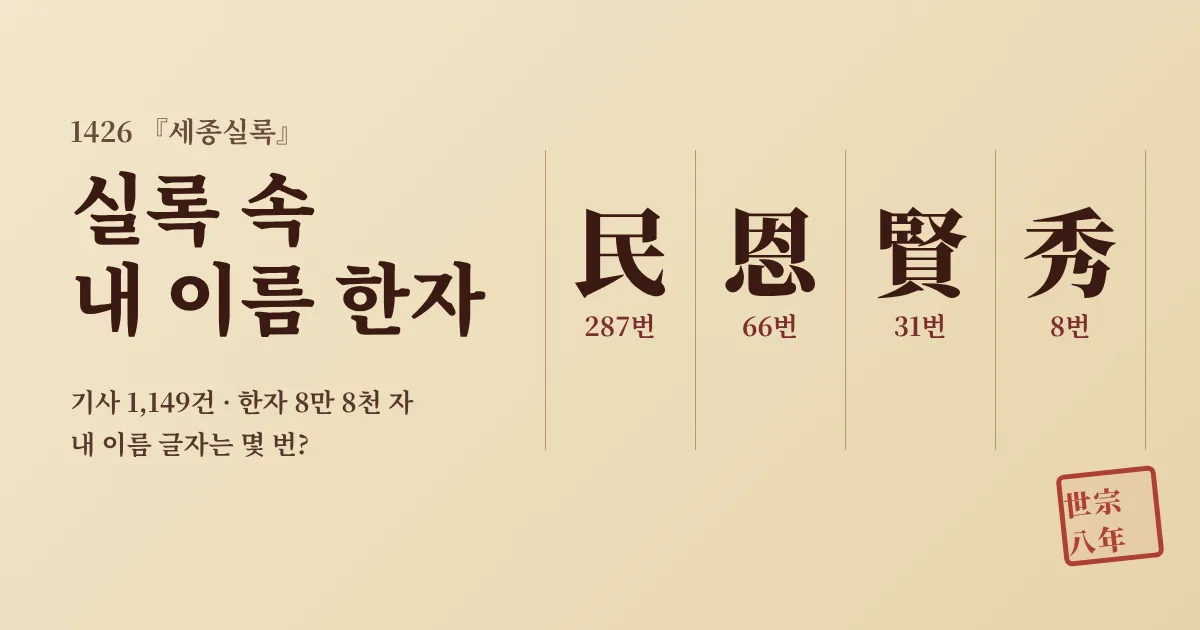 1426 『세종실록』
실록 속
내 이름 한자
기사 1,149건 · 한자 8만 8천 자
내 이름 글자는 몇 번?
民 恩 賢 秀
287번 66번 31번 8번
世宗
八年